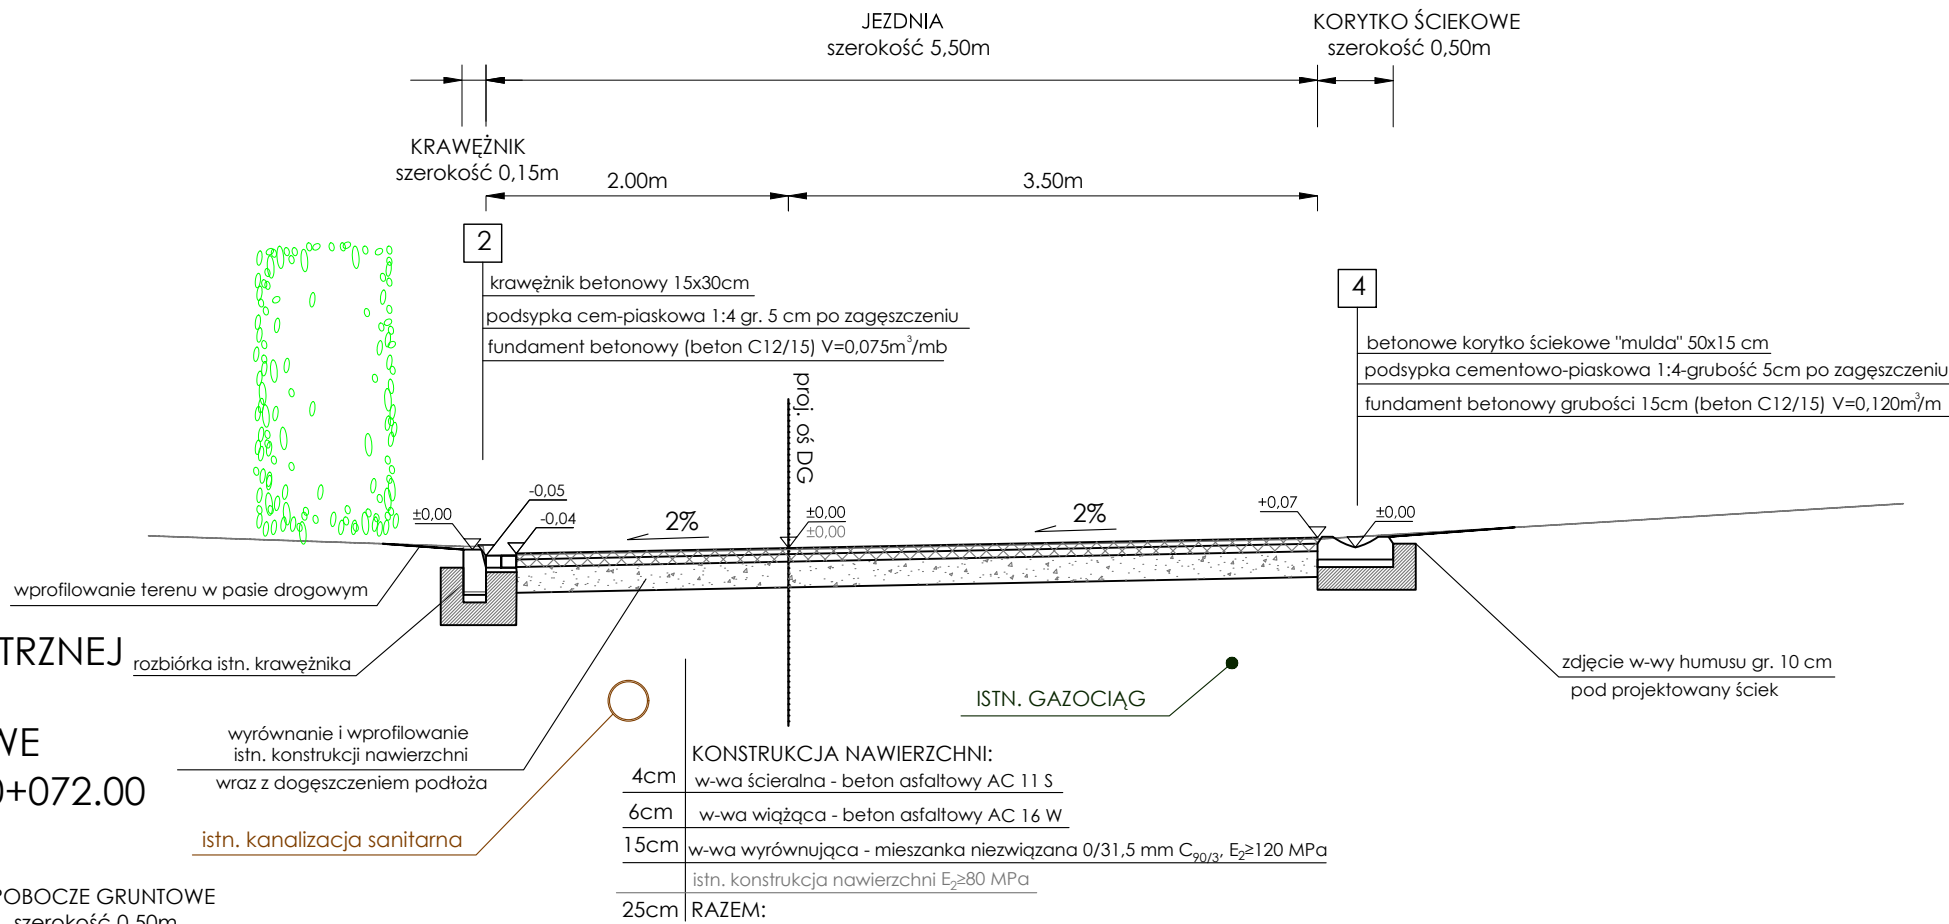 JEZDNIA
szerokość 5,50m
KORYTKO ŚCIEKOWE
szerokość 0,50m
KRAWĘŻNIK
szerokość 0,15m
2.00m
3.50m
2
krawężnik betonowy 15x30cm
podsypka cem-piaskowa 1:4 gr. 5 cm po zagęszczeniu
fundament betonowy (beton C12/15) V=0,075m³/mb
4
betonowe korytko ściekowe "mulda" 50x15 cm
podsypka cementowo-piaskowa 1:4-grubość 5cm po zagęszczeniu
fundament betonowy grubości 15cm (beton C12/15) V=0,120m³/m
proj. oś DG
±0,00
-0,05
-0,04
2%
±0,00
±0,00
2%
+0,07
±0,00
wprofilowanie terenu w pasie drogowym
TRZNEJ
rozbiórka istn. krawężnika
zdjęcie w-wy humusu gr. 10 cm
pod projektowany ściek
ISTN. GAZOCIĄG
WE
0+072.00
wyrównanie i wprofilowanie
istn. konstrukcji nawierzchni
wraz z dogęszczeniem podłoża
istn. kanalizacja sanitarna
KONSTRUKCJA NAWIERZCHNI:
4cm w-wa ścieralna - beton asfaltowy AC 11 S
6cm w-wa wiążąca - beton asfaltowy AC 16 W
15cm w-wa wyrównująca - mieszanka niezwiązana 0/31,5 mm C90/3, E2≥120 MPa
istn. konstrukcja nawierzchni E2≥80 MPa
25cm RAZEM:
POBOCZE GRUNTOWE
szerokość 0,50m